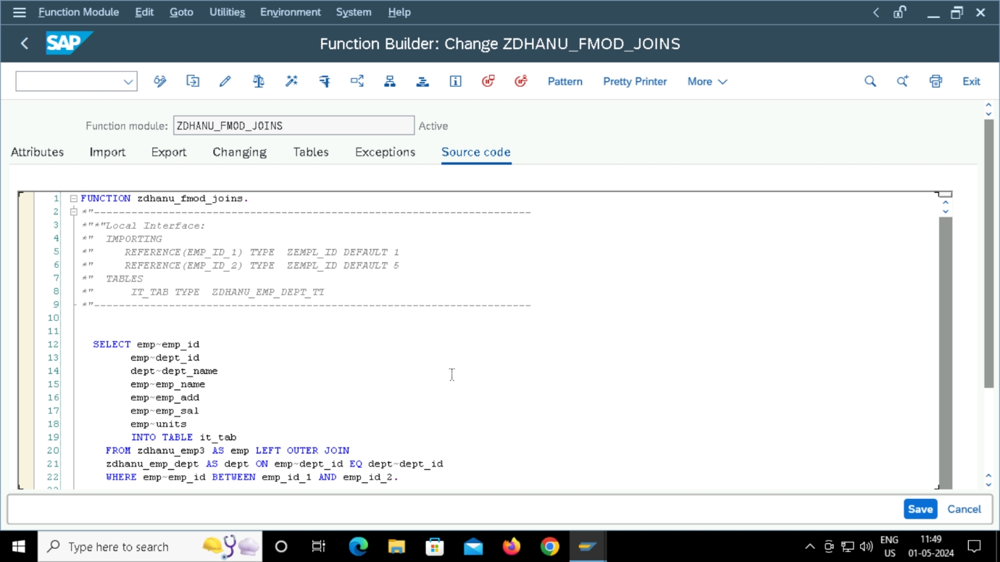 Function Module Edit Goto Utilities Environment System Help
SAP Function Builder: Change ZDHANU_FMOD_JOINS
Pattern Pretty Printer More Exit
Function module: ZDHANU_FMOD_JOINS Active
Attributes Import Export Changing Tables Exceptions Source code
1 FUNCTION zdhanu_fmod_joins.
2 *"----------------------------------------------------------------------
3 *"*"Local Interface:
4 *"  IMPORTING
5 *"     REFERENCE(EMP_ID_1) TYPE  ZEMPL_ID DEFAULT 1
6 *"     REFERENCE(EMP_ID_2) TYPE  ZEMPL_ID DEFAULT 5
7 *"  TABLES
8 *"      IT_TAB TYPE  ZDHANU_EMP_DEPT_TT
9 *"----------------------------------------------------------------------
10
11
12 SELECT emp~emp_id
13 emp~dept_id
14 dept~dept_name
15 emp~emp_name
16 emp~emp_add
17 emp~emp_sal
18 emp~units
19 INTO TABLE it_tab
20 FROM zdhanu_emp3 AS emp LEFT OUTER JOIN
21 zdhanu_emp_dept AS dept ON emp~dept_id EQ dept~dept_id
22 WHERE emp~emp_id BETWEEN emp_id_1 AND emp_id_2.
Save Cancel
Type here to search
ENG 11:49
US 01-05-2024